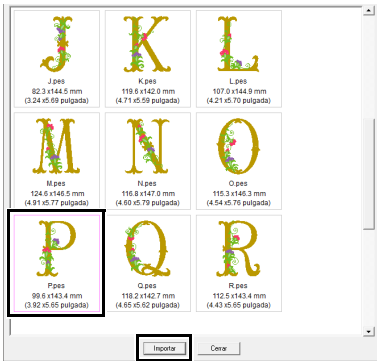 J K L
J.pes K.pes L.pes
82.3 x144.5 mm 119.6 x142.0 mm 107.0 x144.9 mm
(3.24 x5.69 pulgada) (4.71 x5.59 pulgada) (4.21 x5.70 pulgada)
M N O
M.pes N.pes O.pes
124.6 x146.5 mm 116.8 x147.0 mm 115.3 x146.3 mm
(4.91 x5.77 pulgada) (4.60 x5.79 pulgada) (4.54 x5.76 pulgada)
P Q R
P.pes Q.pes R.pes
99.6 x143.4 mm 118.2 x142.7 mm 112.5 x143.4 mm
(3.92 x5.65 pulgada) (4.65 x5.62 pulgada) (4.43 x5.65 pulgada)
Importar Cerrar